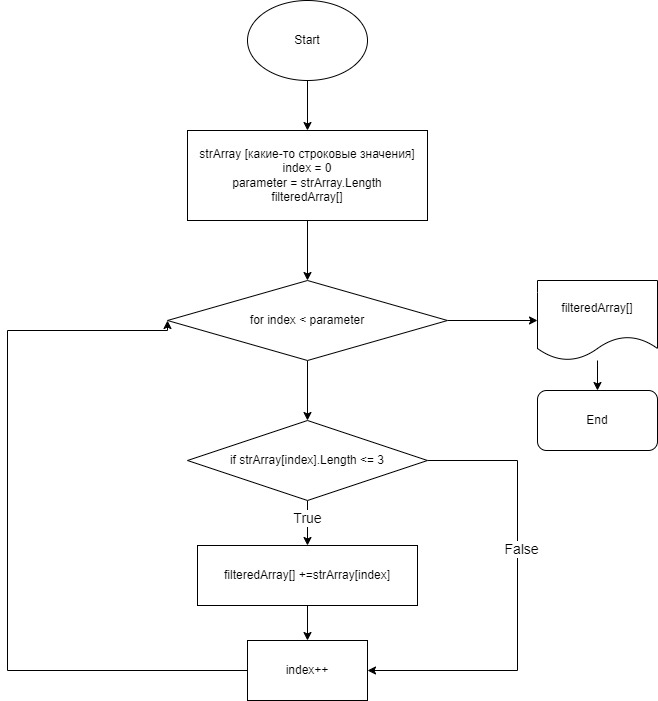 Start
strArray [какие-то строковые значения]
index = 0
parameter = strArray.Length
filteredArray[]
for index < parameter
filteredArray[]
End
if strArray[index].Length <= 3
True
False
filteredArray[] +=strArray[index]
index++